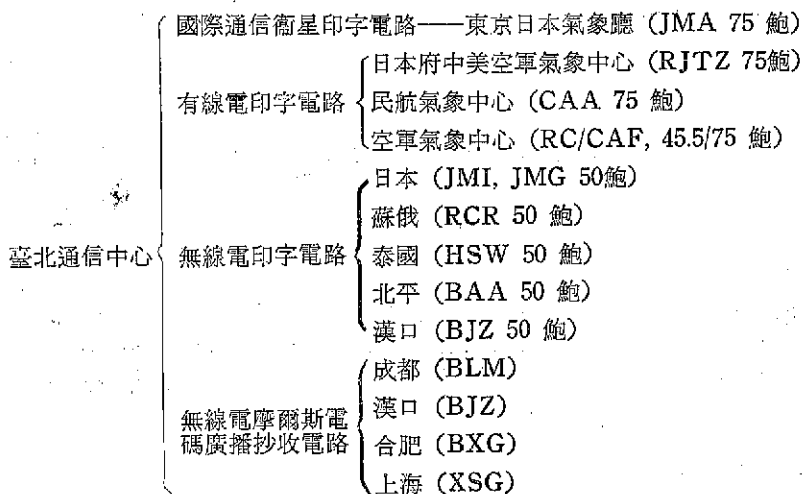 國際通信衞星印字電路——東京日本氣象廳 (JMA 75 鮑)
日本府中美空軍氣象中心 (RJTZ 75鮑)
有線電印字電路
民航氣象中心 (CAA 75 鮑)
空軍氣象中心 (RC/CAF, 45.5/75 鮑)
日本 (JMI, JMG 50鮑)
蘇俄 (RCR 50 鮑)
臺北通信中心
無線電印字電路
泰國 (HSW 50 鮑)
北平 (BAA 50 鮑)
漢口 (BJZ 50 鮑)
成都 (BLM)
無線電摩爾斯電
碼廣播抄收電路
漢口 (BJZ)
合肥 (BXG)
上海 (XSG)